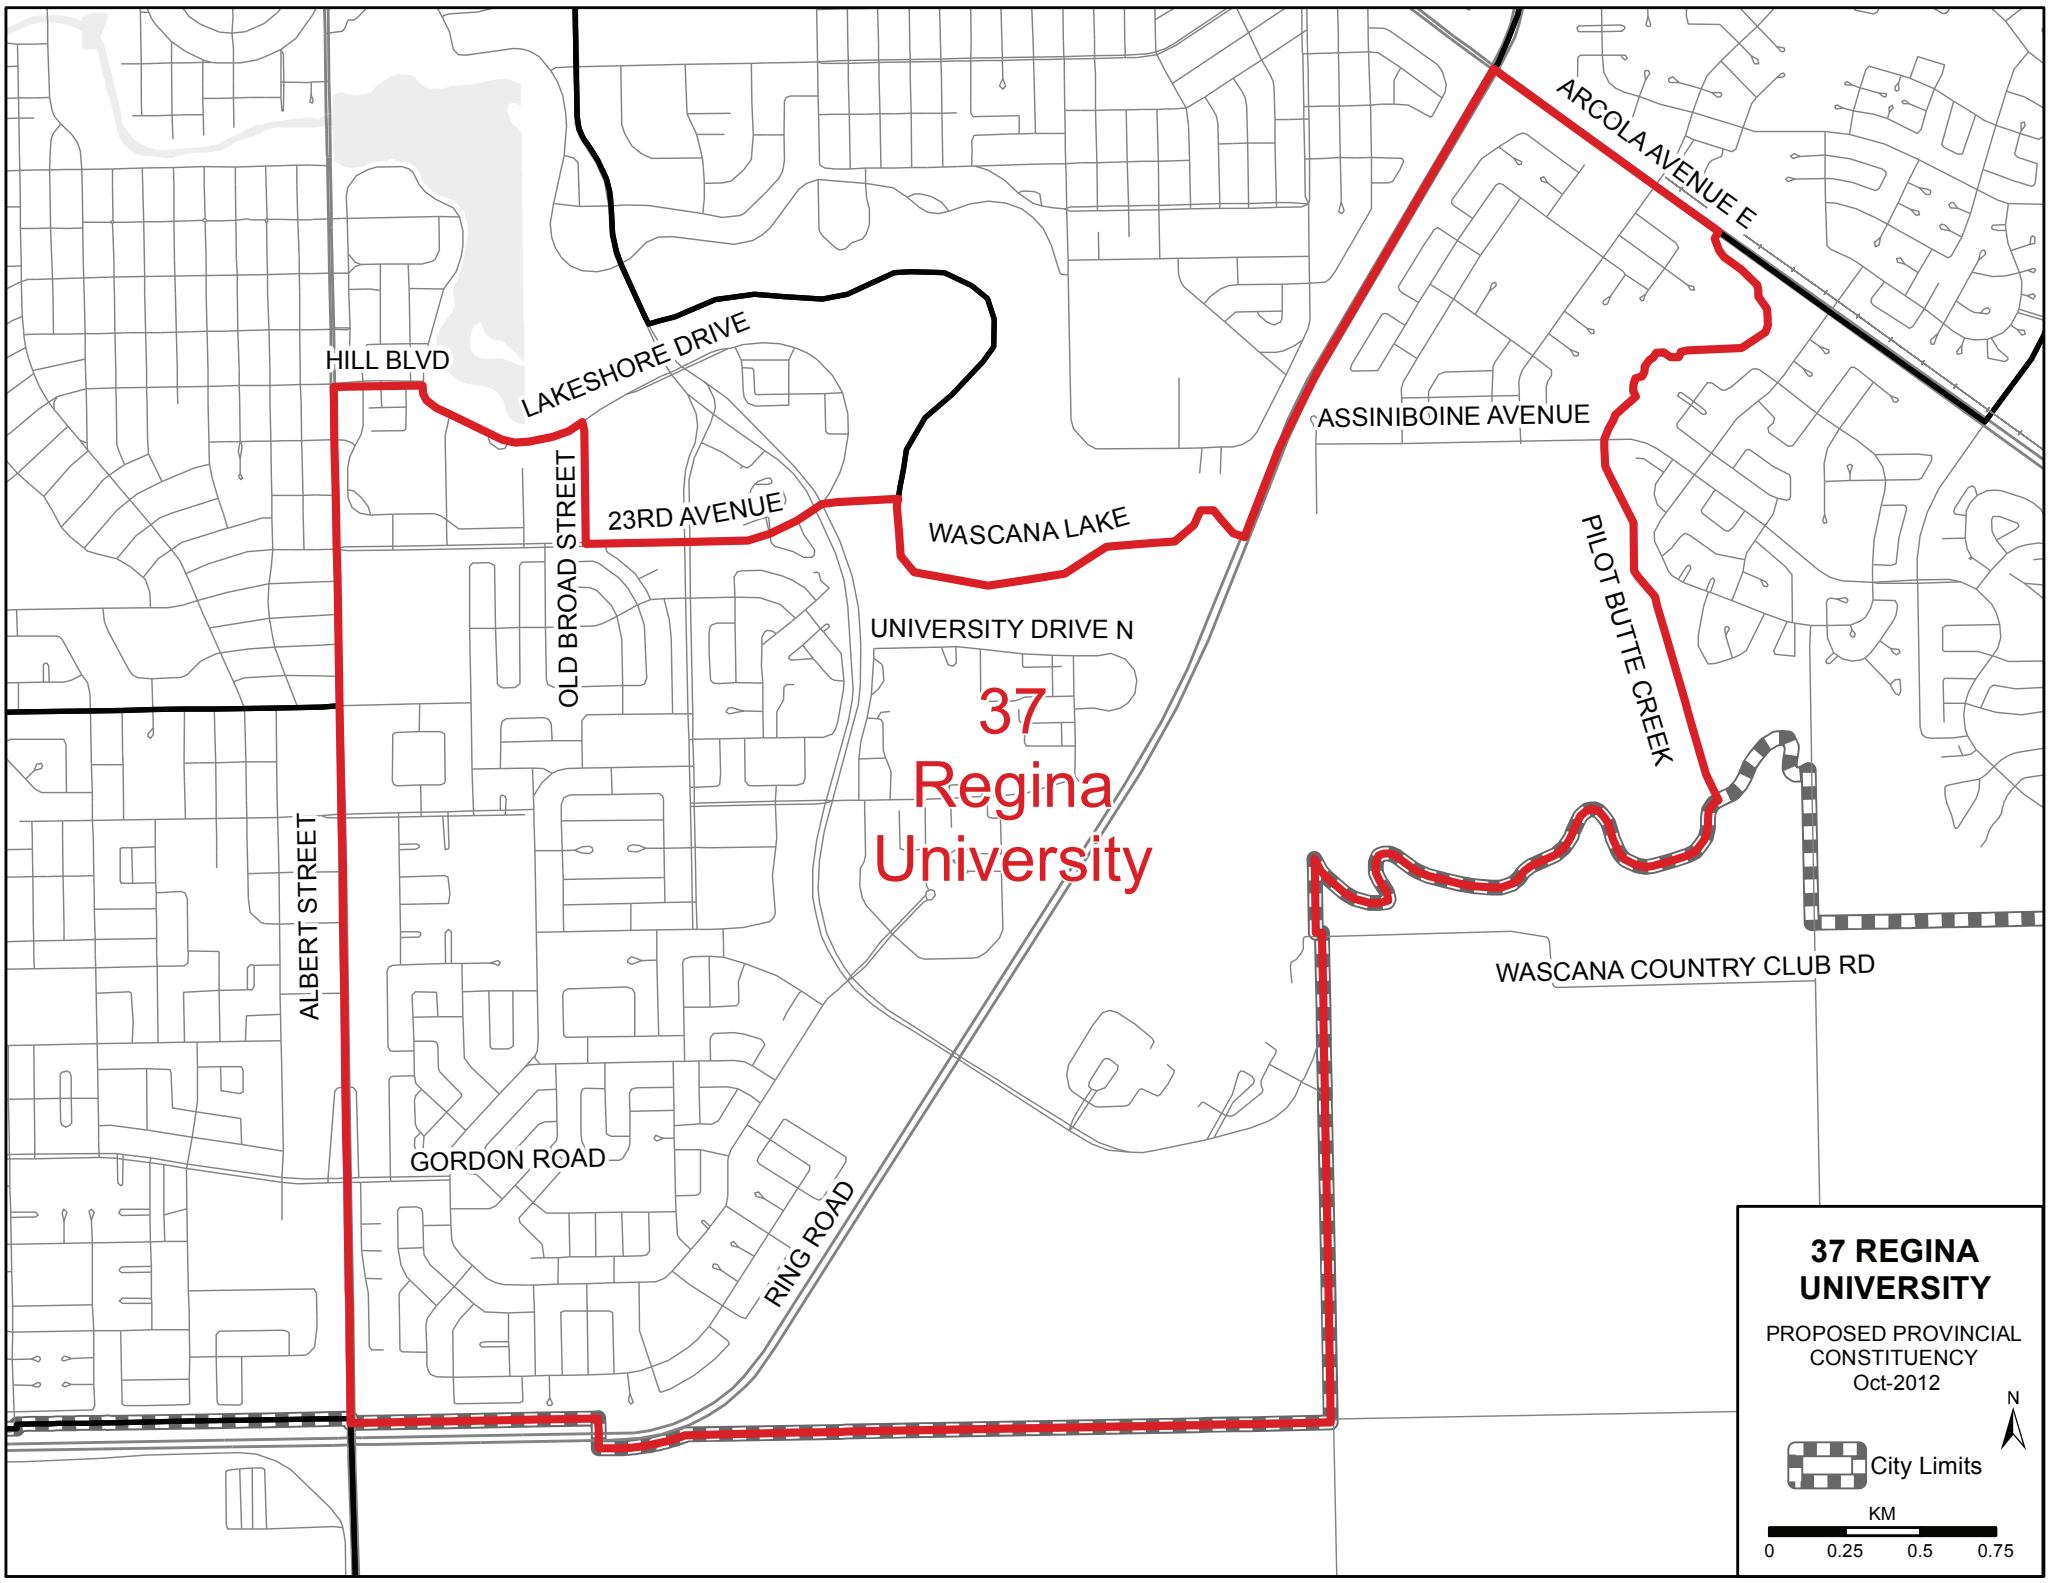 ARCOLA AVENUE E
HILL BLVD
LAKESHORE DRIVE
ASSINIBOINE AVENUE
OLD BROAD STREET
23RD AVENUE
WASCANA LAKE
PILOT BUTTE CREEK
UNIVERSITY DRIVE N
37
Regina
University
ALBERT STREET
WASCANA COUNTRY CLUB RD
GORDON ROAD
RING ROAD
37 REGINA
UNIVERSITY
PROPOSED PROVINCIAL
CONSTITUENCY
Oct-2012
N
City Limits
KM
0 0.25 0.5 0.75